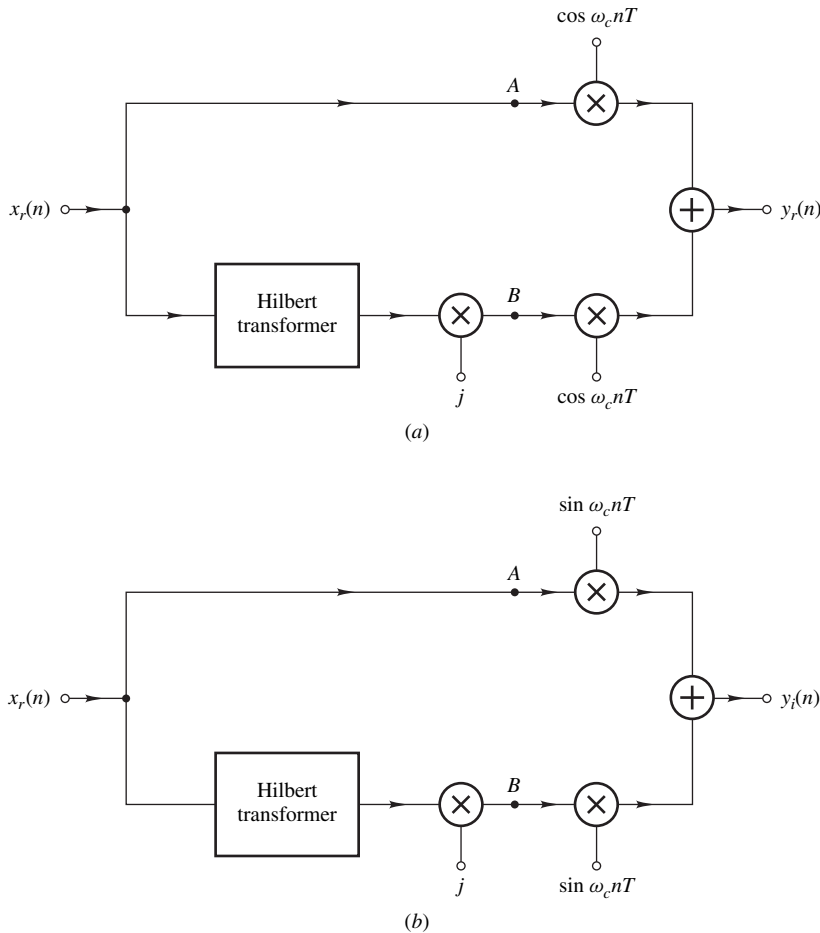 cos ω_c nT
A
x_r(n)
y_r(n)
Hilbert
transformer
B
j
cos ω_c nT
(a)
sin ω_c nT
A
x_r(n)
y_i(n)
Hilbert
transformer
B
j
sin ω_c nT
(b)